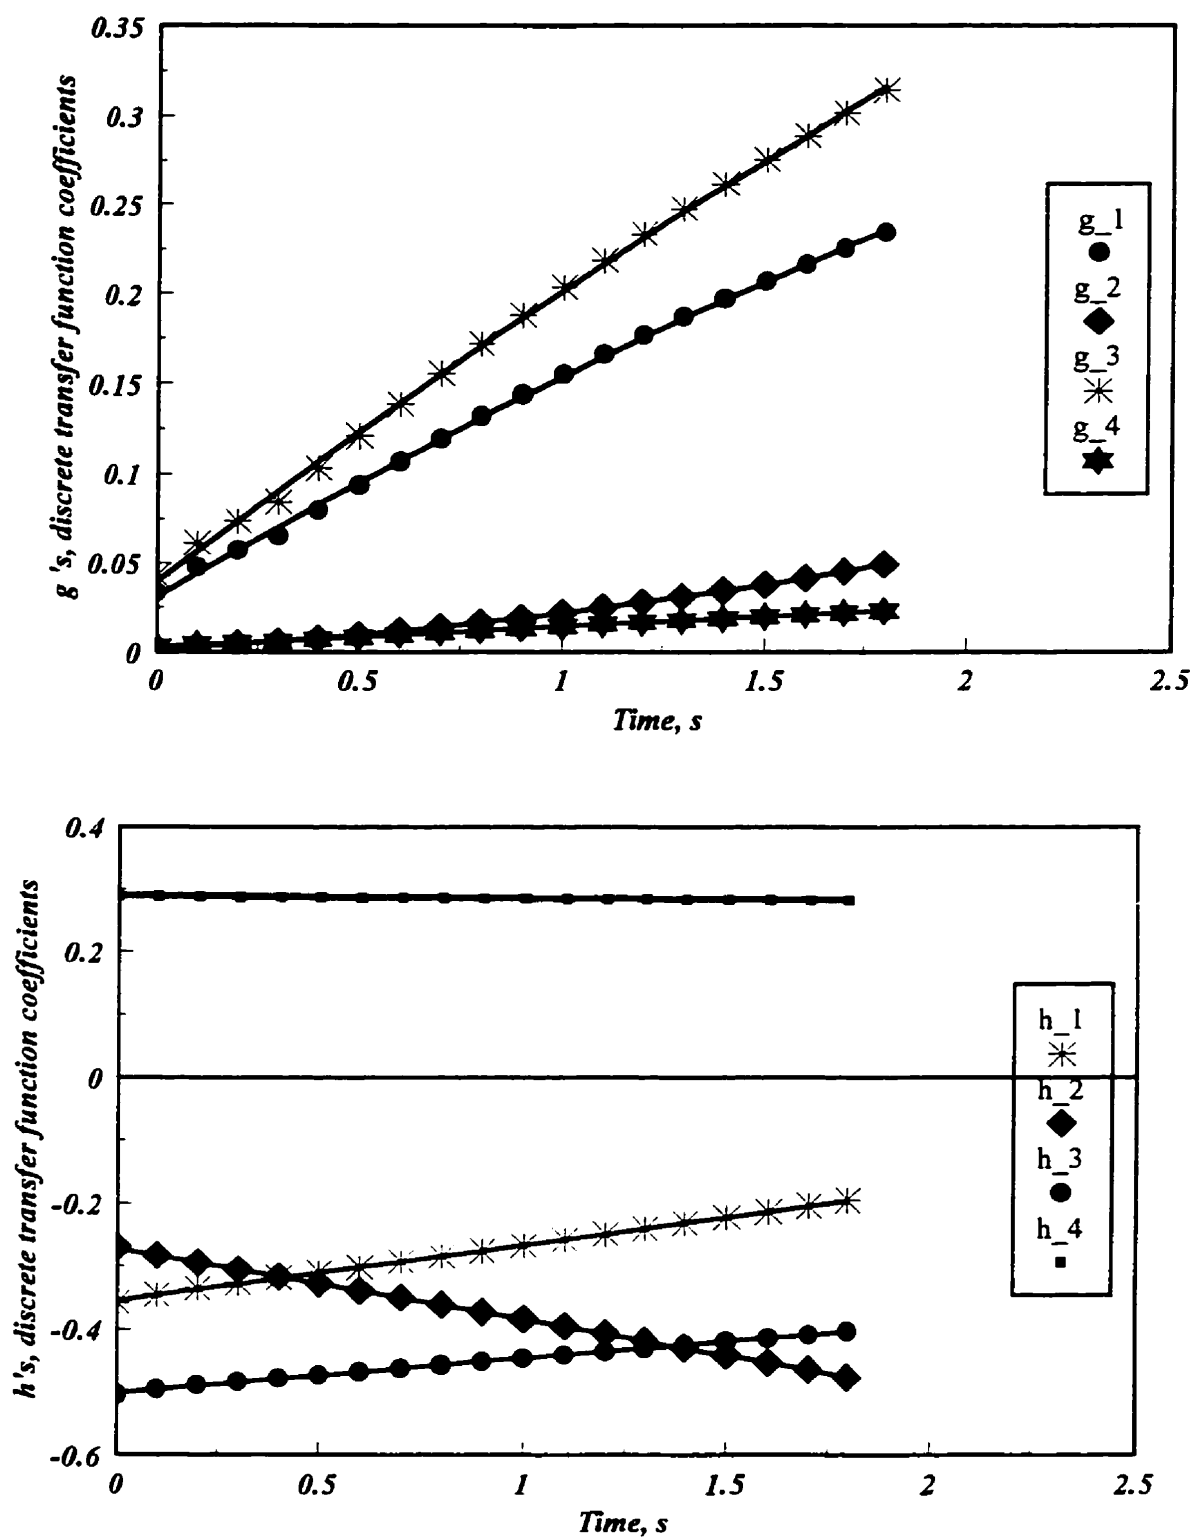 0.35
0.3
0.25
0.2
0.15
0.1
0.05
0
g 's, discrete transfer function coefficients
0 0.5 1 1.5 2 2.5
Time, s
g_1
g_2
g_3
g_4
0.4
0.2
0
-0.2
-0.4
-0.6
h's, discrete transfer function coefficients
0 0.5 1 1.5 2 2.5
Time, s
h_1
h_2
h_3
h_4